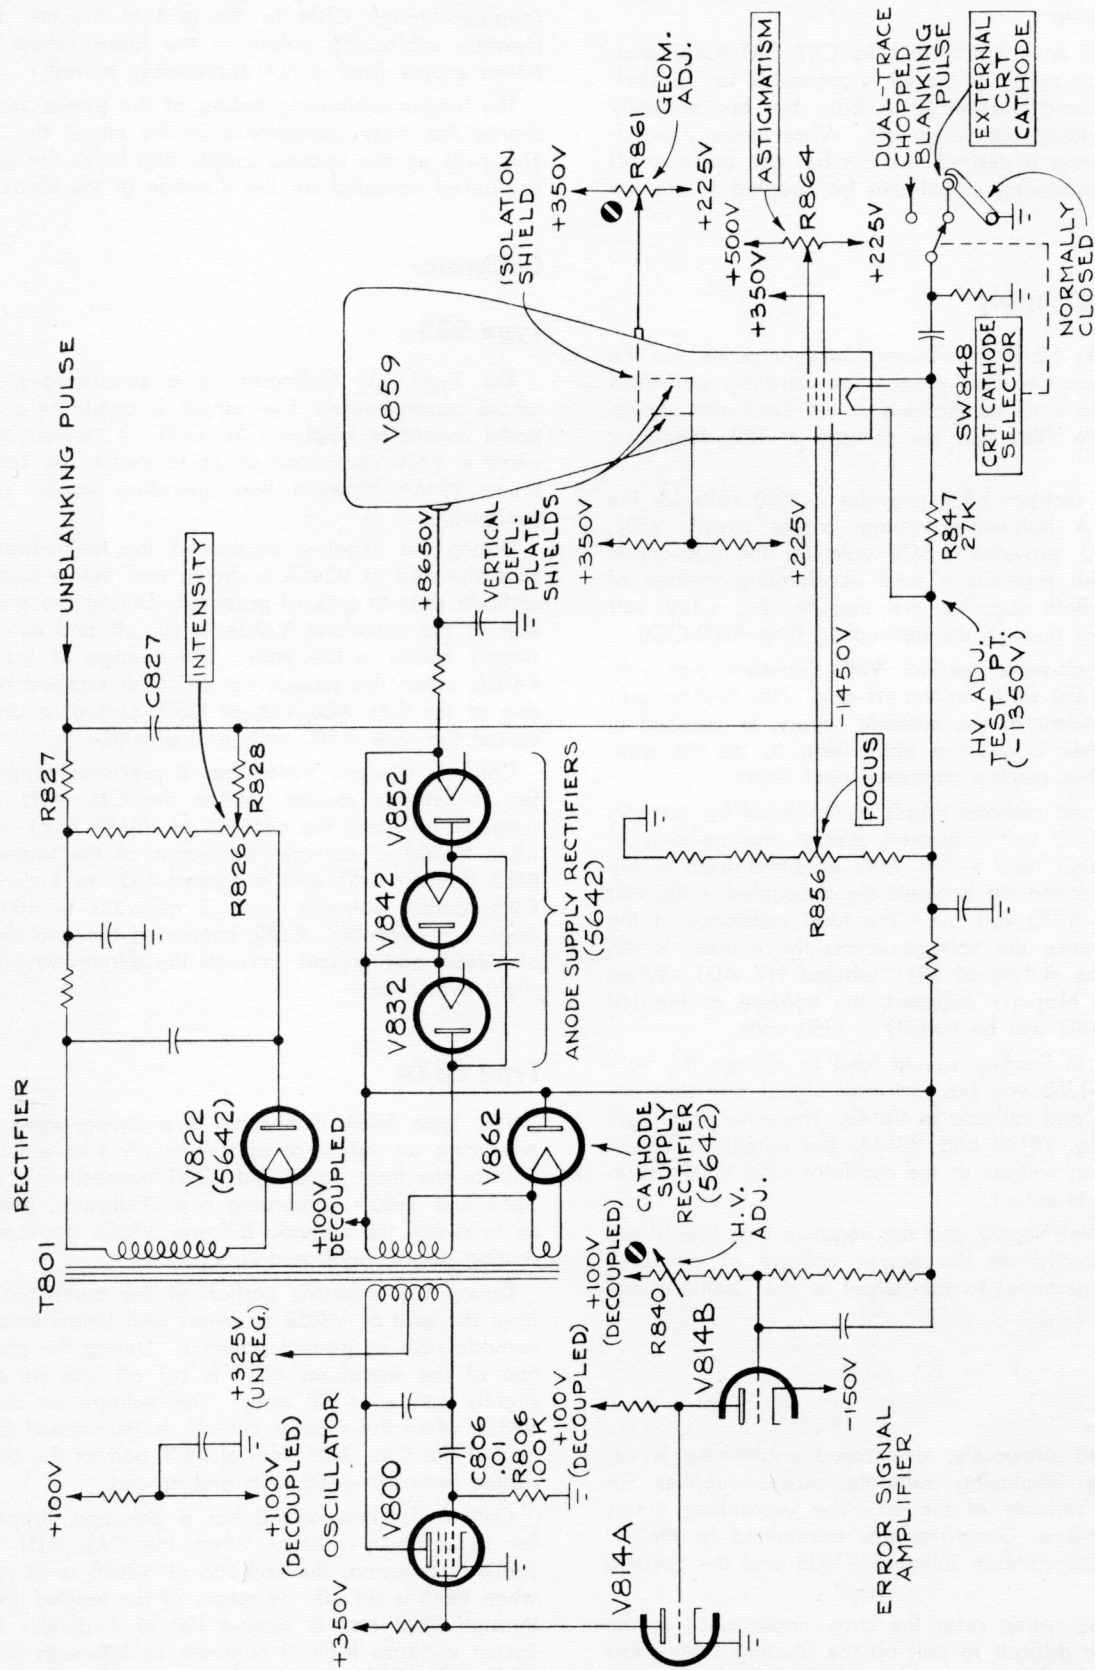 RECTIFIER
T801
R827
UNBANKING PULSE
C827
INTENSITY
R826
R828
V822
(5642)
+100V
+100V
(DECOUPLED)
+325V
(UNREG.)
+100V
DECOUPLED
OSCILLATOR
+350V
V800
C806
.01
R806
100K
V832
V842
V852
+8650V
V859
ANODE SUPPLY RECTIFIERS
(5642)
VERTICAL
DEFL.
PLATE
SHIELDS
ISOLATION
SHIELD
+350V
R861
GEOM.
ADJ.
+225V
V862
CATHODE
SUPPLY
RECTIFIER
(5642)
+350V
+225V
+100V
(DECOUPLED)
+100V
(DECOUPLED)
R840
H.V.
ADJ.
V814A
V814B
-150V
ERROR SIGNAL
AMPLIFIER
ASTIGMATISM
R864
+500V
+350V
+225V
-1450V
R856
FOCUS
HV ADJ.
TEST PT.
(-1350V)
R847
27K
SW848
CRT CATHODE
SELECTOR
DUAL-TRACE
CHOPPED
BLANKING
PULSE
EXTERNAL
CRT
CATHODE
NORMALLY
CLOSED